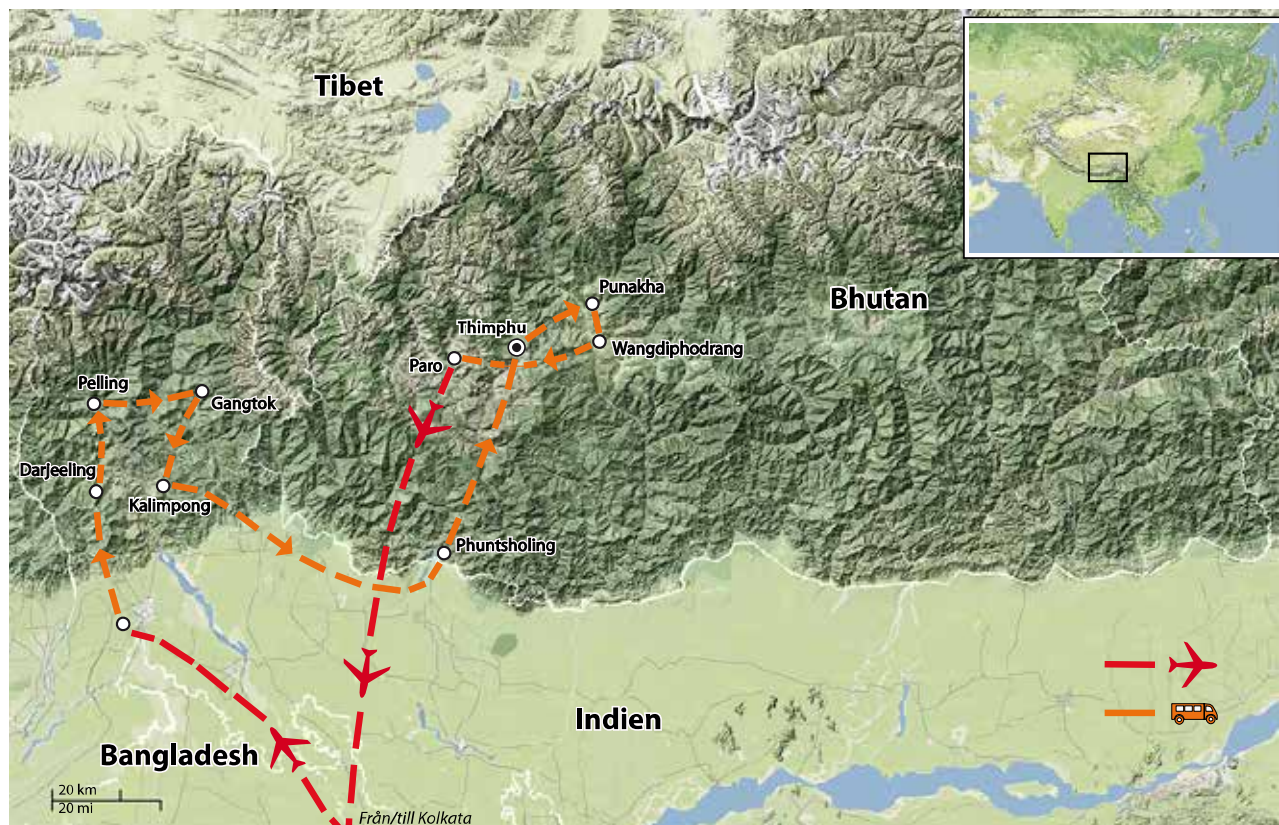 Tibet
Bhutan
Punakha
Thimphu
Wangdiphodrang
Paro
Pelling
Gangtok
Darjeeling
Kalimpong
Phuntsholing
Indien
Bangladesh
20 km
20 mi
Från/till Kolkata